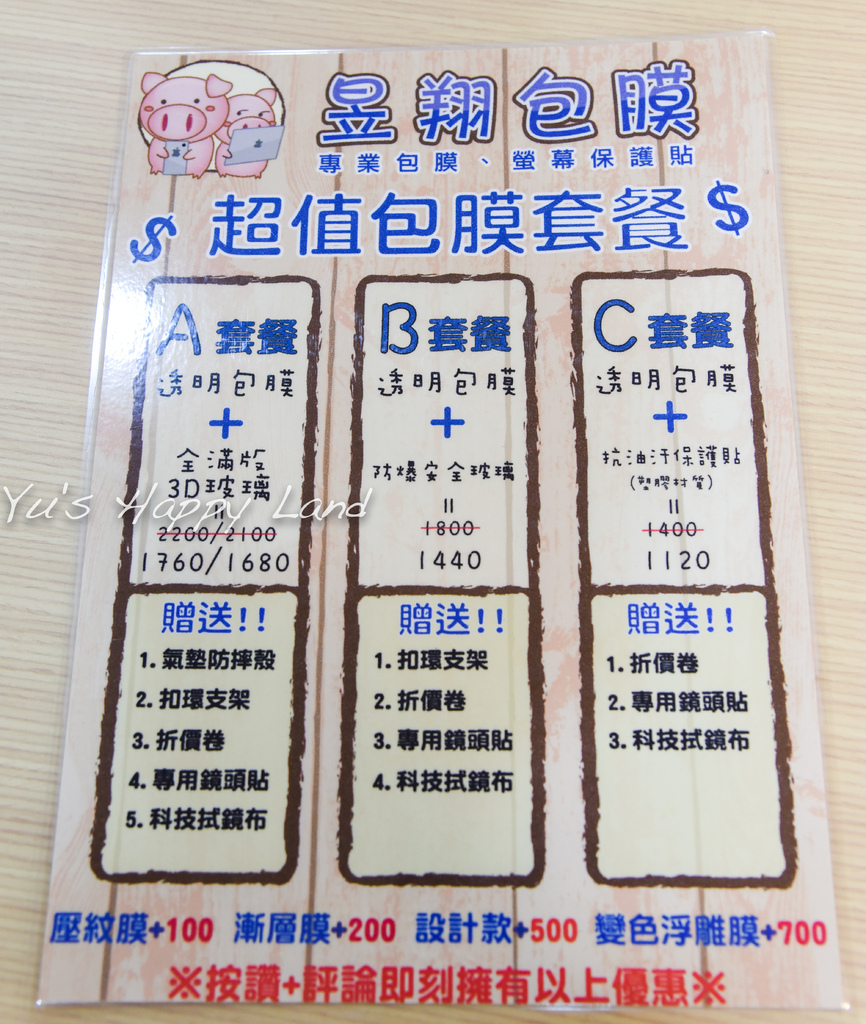 昱翔包膜
專業包膜、螢幕保護貼
$ 超值包膜套餐 $
A 套餐
透明包膜
+
全滿版
3D玻璃
=
2200/2100
1760/1680
贈送!!
1. 氣墊防摔殼
2. 扣環支架
3. 折價卷
4. 專用鏡頭貼
5. 科技拭鏡布
B 套餐
透明包膜
+
防爆安全玻璃
=
1800
1440
贈送!!
1. 扣環支架
2. 折價卷
3. 專用鏡頭貼
4. 科技拭鏡布
C 套餐
透明包膜
+
抗油汙保護貼
(塑膠材質)
=
1400
1120
贈送!!
1. 折價卷
2. 專用鏡頭貼
3. 科技拭鏡布
壓紋膜+100 漸層膜+200 設計款+500 變色浮雕膜+700
※按讚+評論即刻擁有以上優惠※
Yu's Happy Land